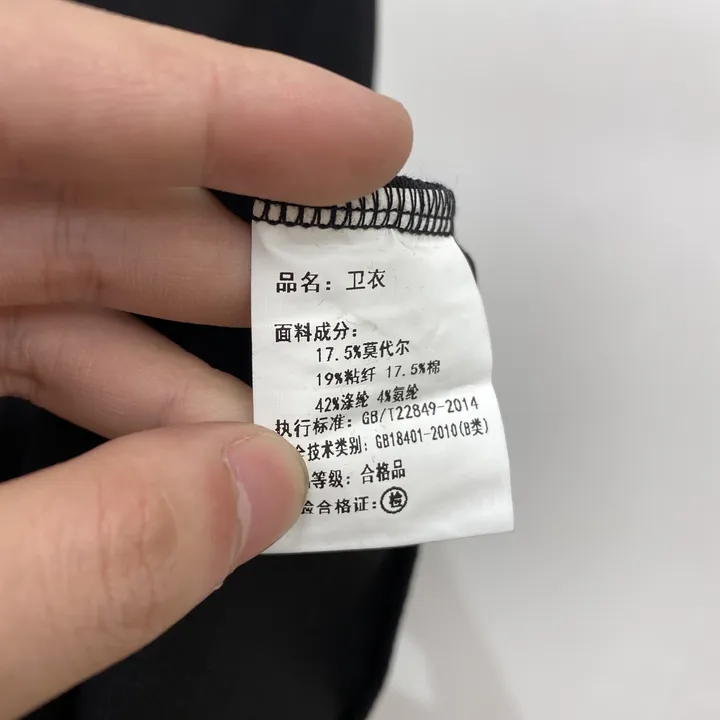 品名：卫衣
面料成分：
17.5%莫代尔
19%粘纤 17.5%棉
42%涤纶 4%氨纶
执行标准：GB/T22849-2014
全技术类别：GB18401-2010(B类)
等级：合格品
检合格证：检